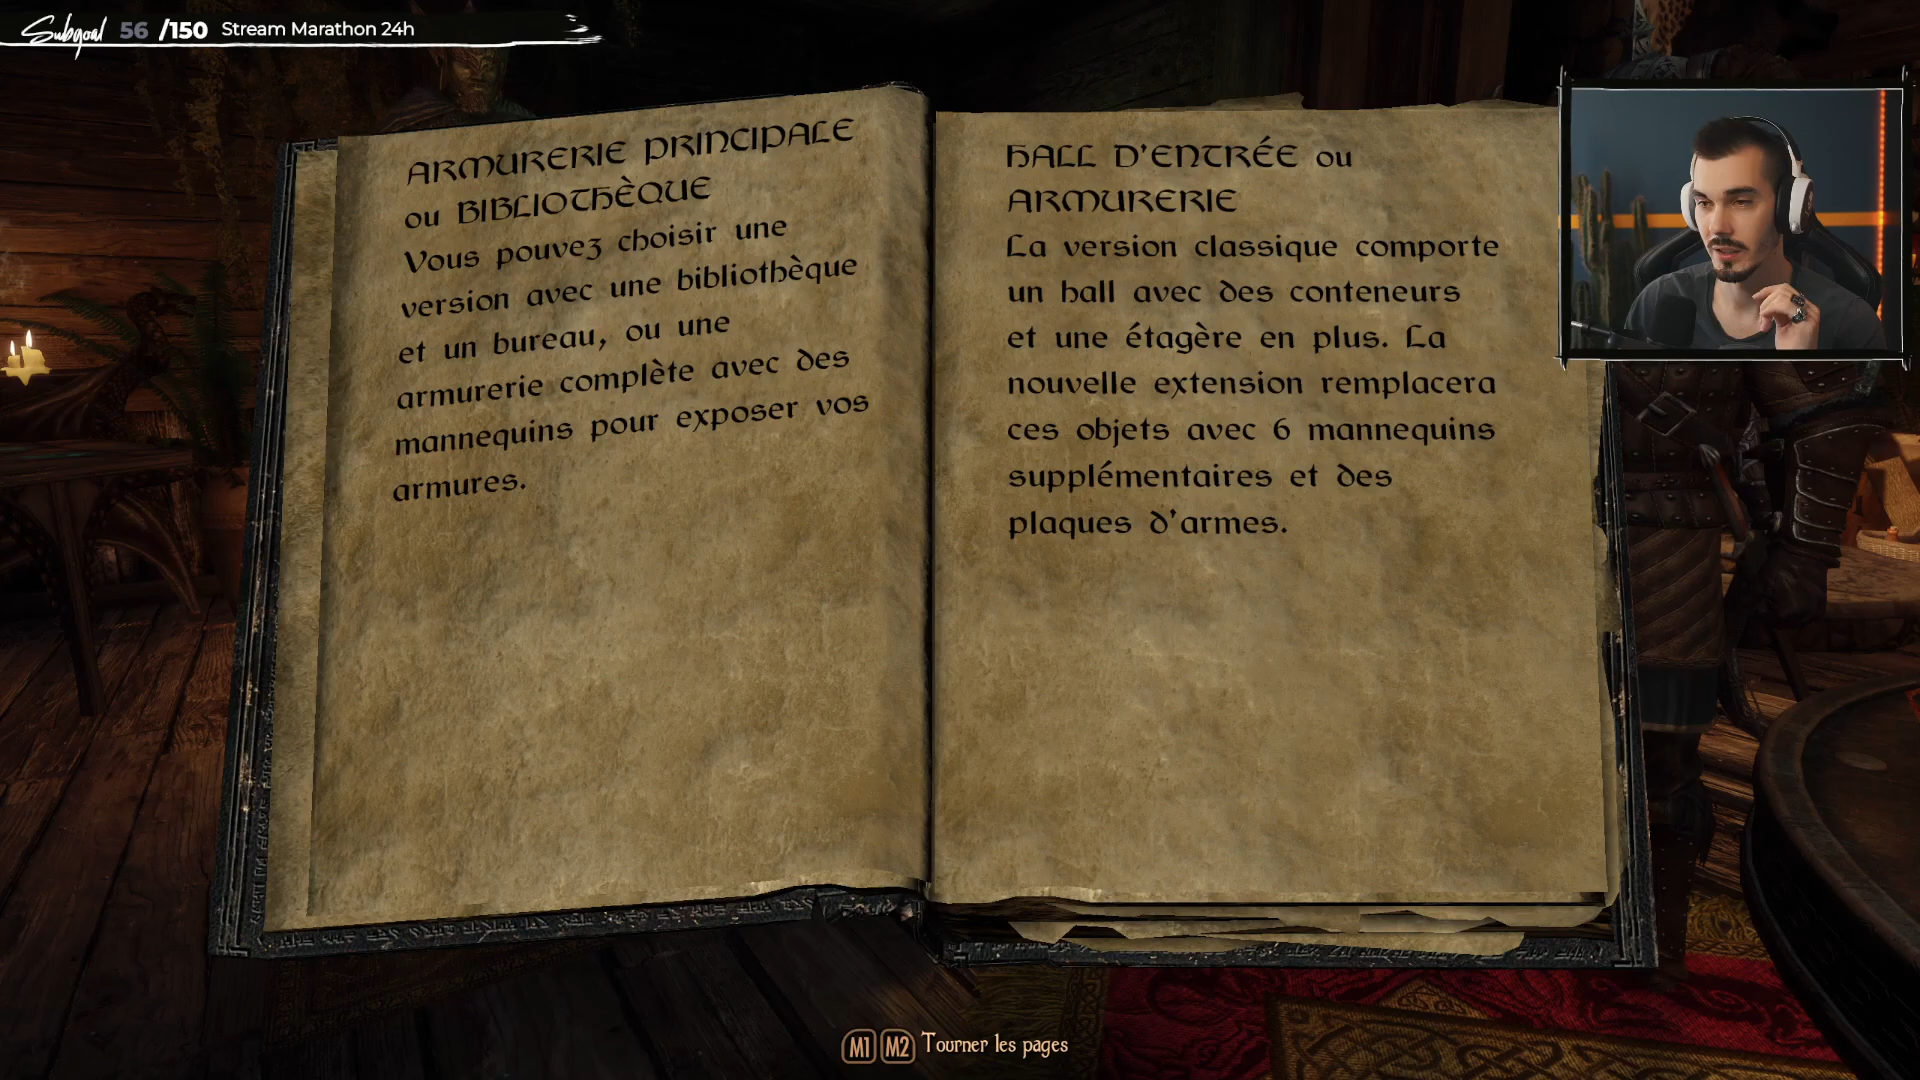 Subgoal 56 /150 Stream Marathon 24h
ARMURERIE PRINCIPALE
ou BIBLIOTHÈQUE
Vous pouvez choisir une
version avec une bibliothèque
et un bureau, ou une
armurerie complète avec des
mannequins pour exposer vos
armures.
HALL D'ENTRÉE ou
ARMURERIE
La version classique comporte
un hall avec des conteneurs
et une étagère en plus. La
nouvelle extension remplacera
ces objets avec 6 mannequins
supplémentaires et des
plaques d'armes.
M1 M2 Tourner les pages